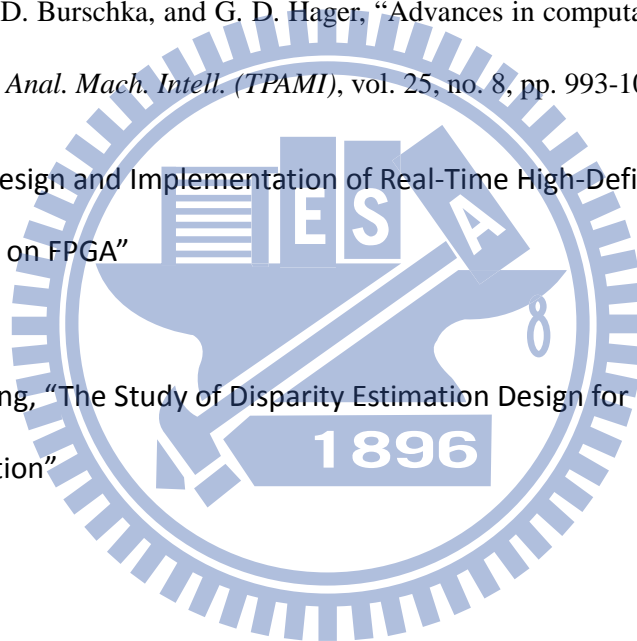 D. Burschka, and G. D. Hager, “Advances in computa
Anal. Mach. Intell. (TPAMI), vol. 25, no. 8, pp. 993-10
esign and Implementation of Real-Time High-Defi
E S A
on FPGA”
8
ng, “The Study of Disparity Estimation Design for
1896
tion”